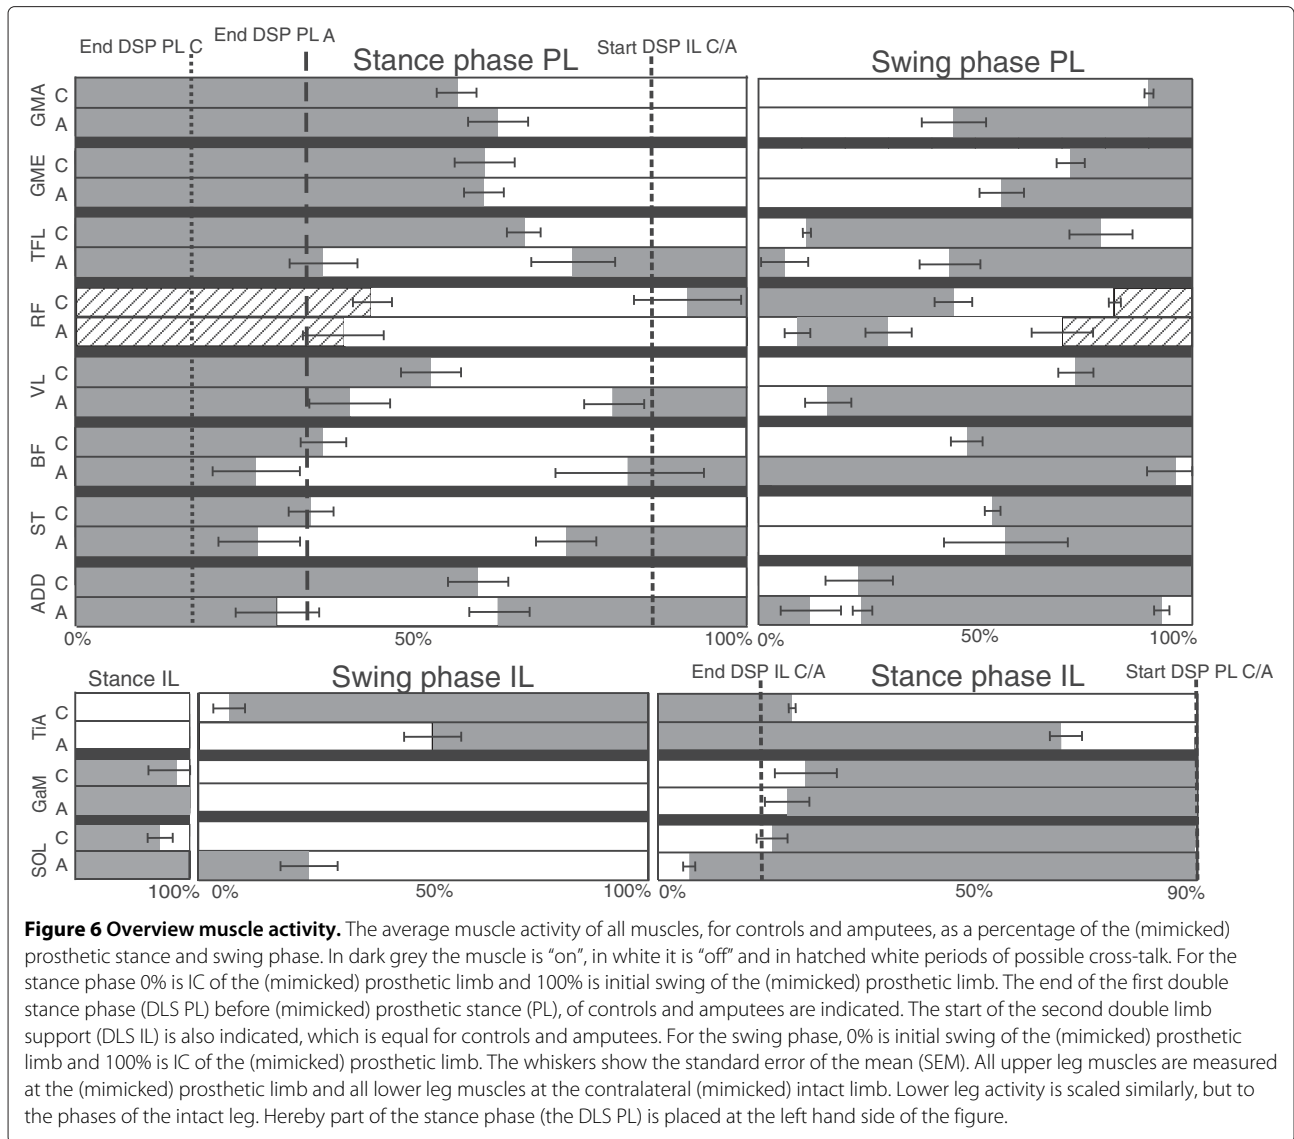 End DSP PL C
End DSP PL A
Start DSP IL C/A
Stance phase PL
Swing phase PL
GMA
C
A
GME
C
A
TFL
C
A
RF
C
A
VL
C
A
BF
C
A
ST
C
A
ADD
C
A
0%
50%
100%
0%
50%
100%
End DSP IL C/A
Start DSP PL C/A
Stance IL
Swing phase IL
Stance phase IL
TiA
C
A
GaM
C
A
SOL
C
A
100%
0%
50%
100%
0%
50%
90%
Figure 6 Overview muscle activity. The average muscle activity of all muscles, for controls and amputees, as a percentage of the (mimicked)
prosthetic stance and swing phase. In dark grey the muscle is “on”, in white it is “off” and in hatched white periods of possible cross-talk. For the
stance phase 0% is IC of the (mimicked) prosthetic limb and 100% is initial swing of the (mimicked) prosthetic limb. The end of the first double
stance phase (DLS PL) before (mimicked) prosthetic stance (PL), of controls and amputees are indicated. The start of the second double limb
support (DLS IL) is also indicated, which is equal for controls and amputees. For the swing phase, 0% is initial swing of the (mimicked) prosthetic
limb and 100% is IC of the (mimicked) prosthetic limb. The whiskers show the standard error of the mean (SEM). All upper leg muscles are measured
at the (mimicked) prosthetic limb and all lower leg muscles at the contralateral (mimicked) intact limb. Lower leg activity is scaled similarly, but to
the phases of the intact leg. Hereby part of the stance phase (the DLS PL) is placed at the left hand side of the figure.